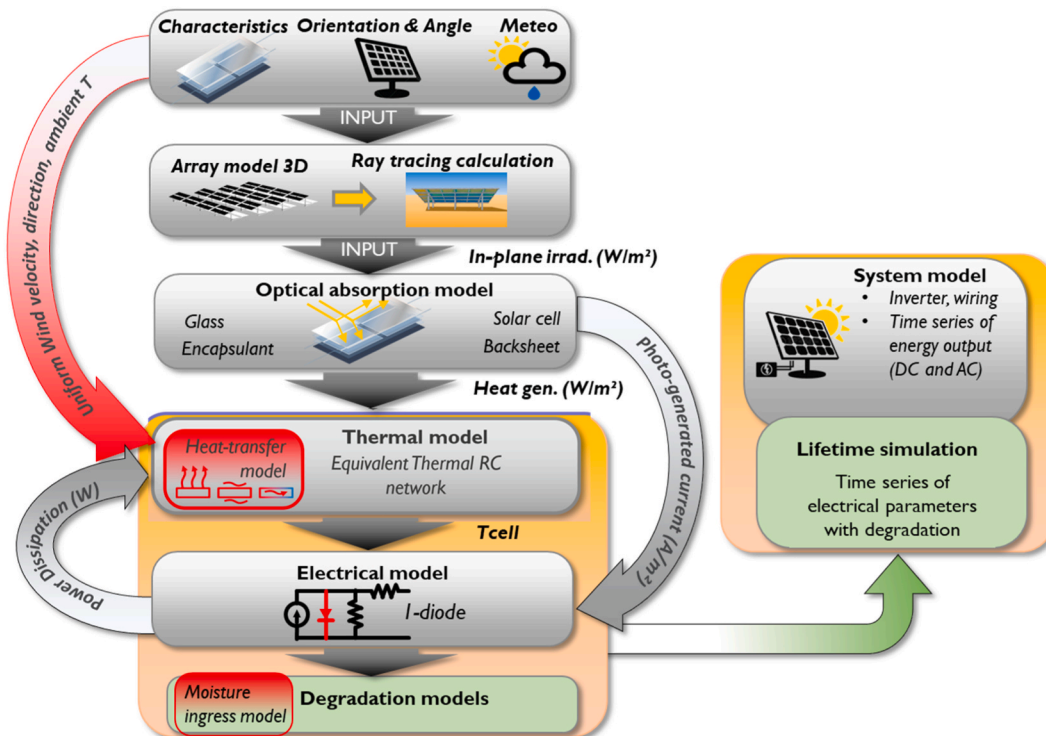 Characteristics
Orientation & Angle
Meteo
INPUT
Uniform Wind velocity, direction, ambient T
Array model 3D
Ray tracing calculation
INPUT
In-plane irrad. (W/m²)
Optical absorption model
Glass
Encapsulant
Solar cell
Backsheet
Heat gen. (W/m²)
photo-generated current (A/m²)
Thermal model
Equivalent Thermal RC
network
Heat-transfer
model
Power Dissipation (W)
Tcell
Electrical model
1-diode
Degradation models
Moisture
ingress model
System model
• Inverter, wiring
• Time series of
energy output
(DC and AC)
Lifetime simulation
Time series of
electrical parameters
with degradation